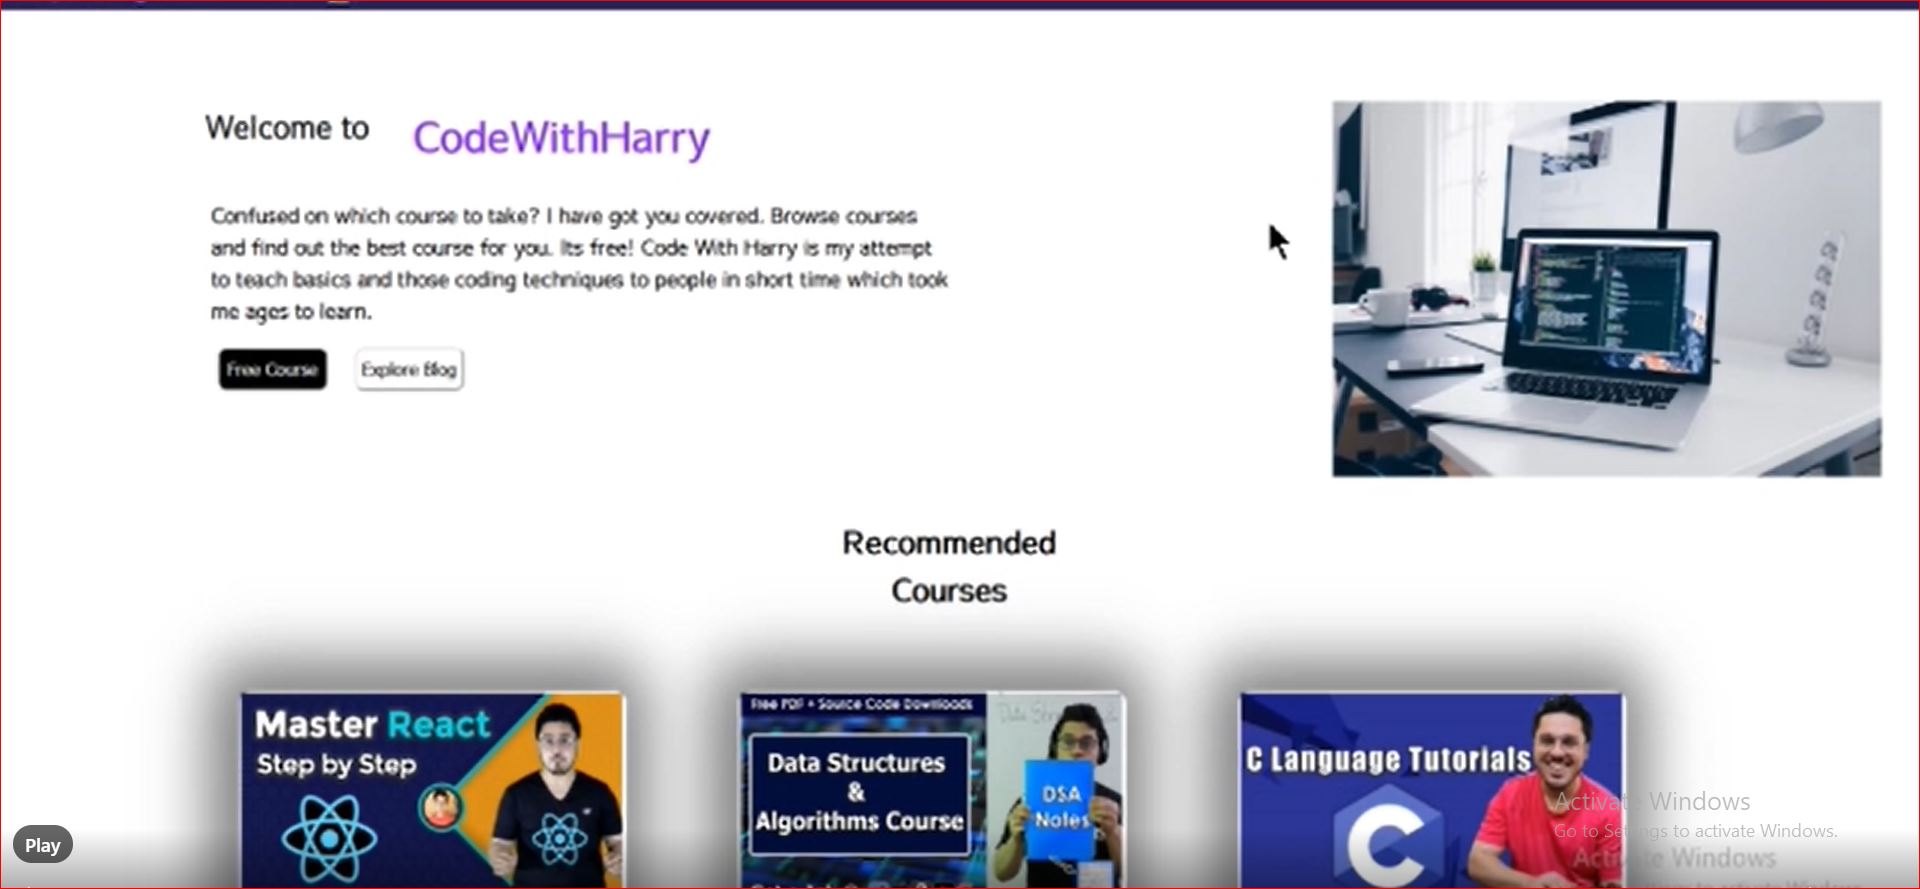 Welcome to CodeWithHarry
Confused on which course to take? I have got you covered. Browse courses
and find out the best course for you. Its free! Code With Harry is my attempt
to teach basics and those coding techniques to people in short time which took
me ages to learn.
Free Course Explore Blog
Recommended
Courses
Master React
Step by Step
Free PDF + Source Code Downloads
Data Structures
&
Algorithms Course
DSA
Notes
C Language Tutorials
C
Activate Windows
Go to Settings to activate Windows.
Activate Windows
Play